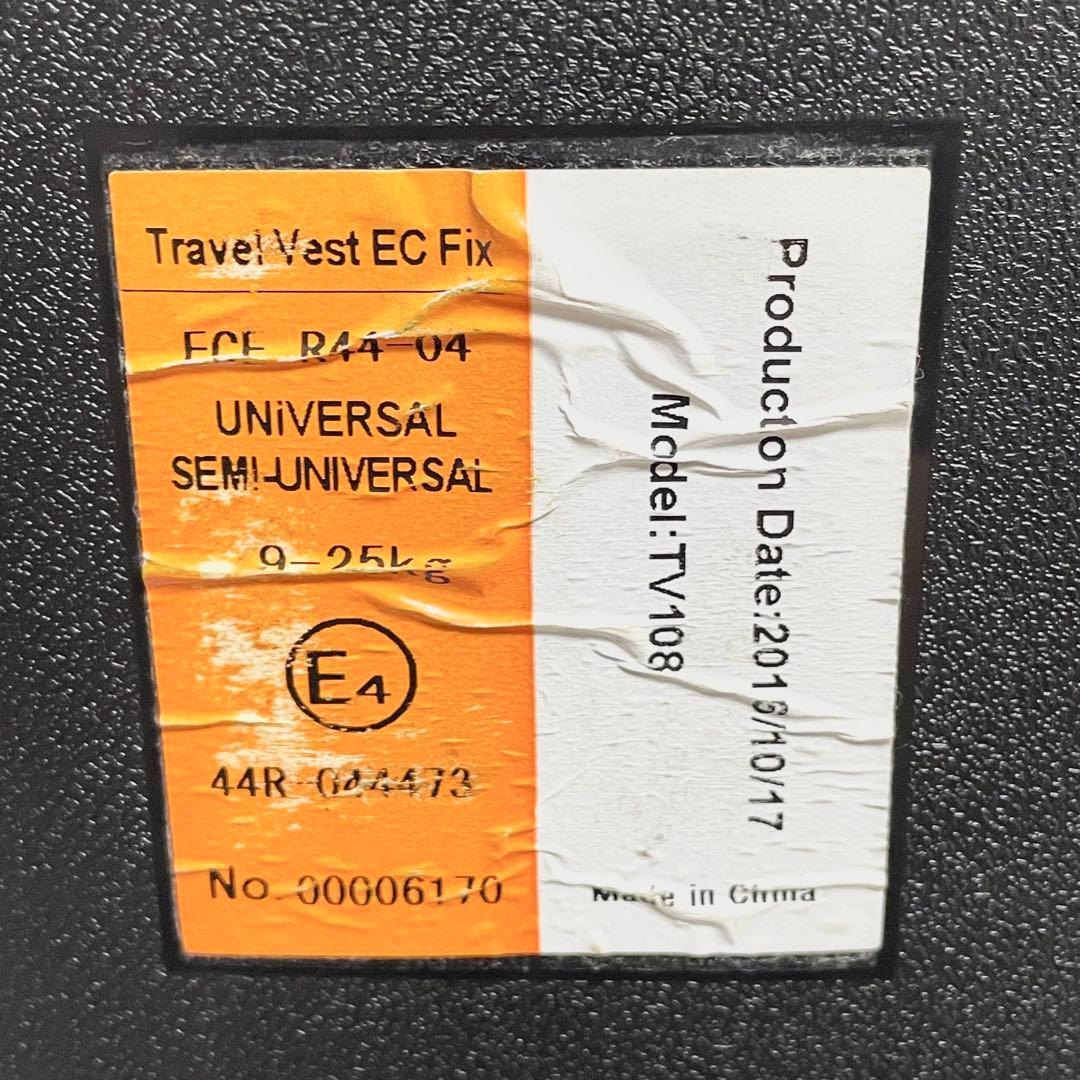 Travel Vest EC Fix
ECE R44-04
UNiVERSAL
SEMI-UNIVERSAL
9-25kg
E4
44R-044473
No. 00006170
Production Date:
Model:TV108
Made in China